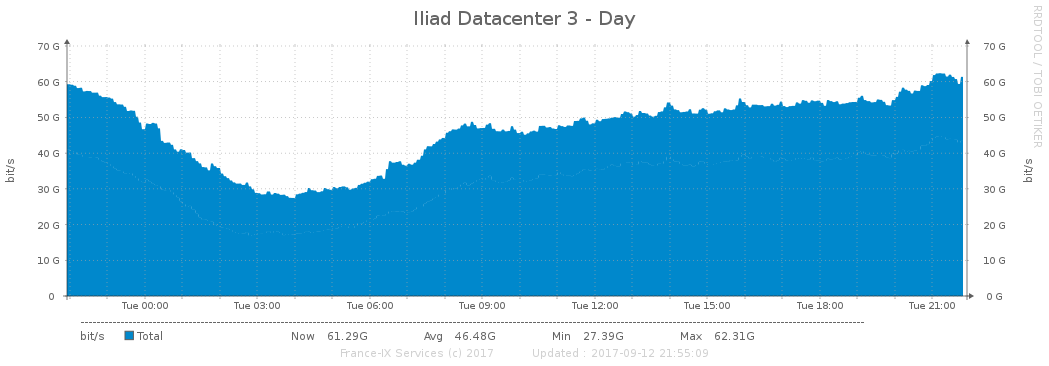 Iliad Datacenter 3 - Day
RRDTOOL / TOBI OETIKER
70 G 70 G
60 G 60 G
50 G 50 G
40 G 40 G
30 G 30 G
20 G 20 G
10 G 10 G
0 0 G
bit/s bit/s
Tue 00:00 Tue 03:00 Tue 06:00 Tue 09:00 Tue 12:00 Tue 15:00 Tue 18:00 Tue 21:00
bit/s Total Now 61.29G Avg 46.48G Min 27.39G Max 62.31G
France-IX Services (c) 2017 Updated : 2017-09-12 21:55:09